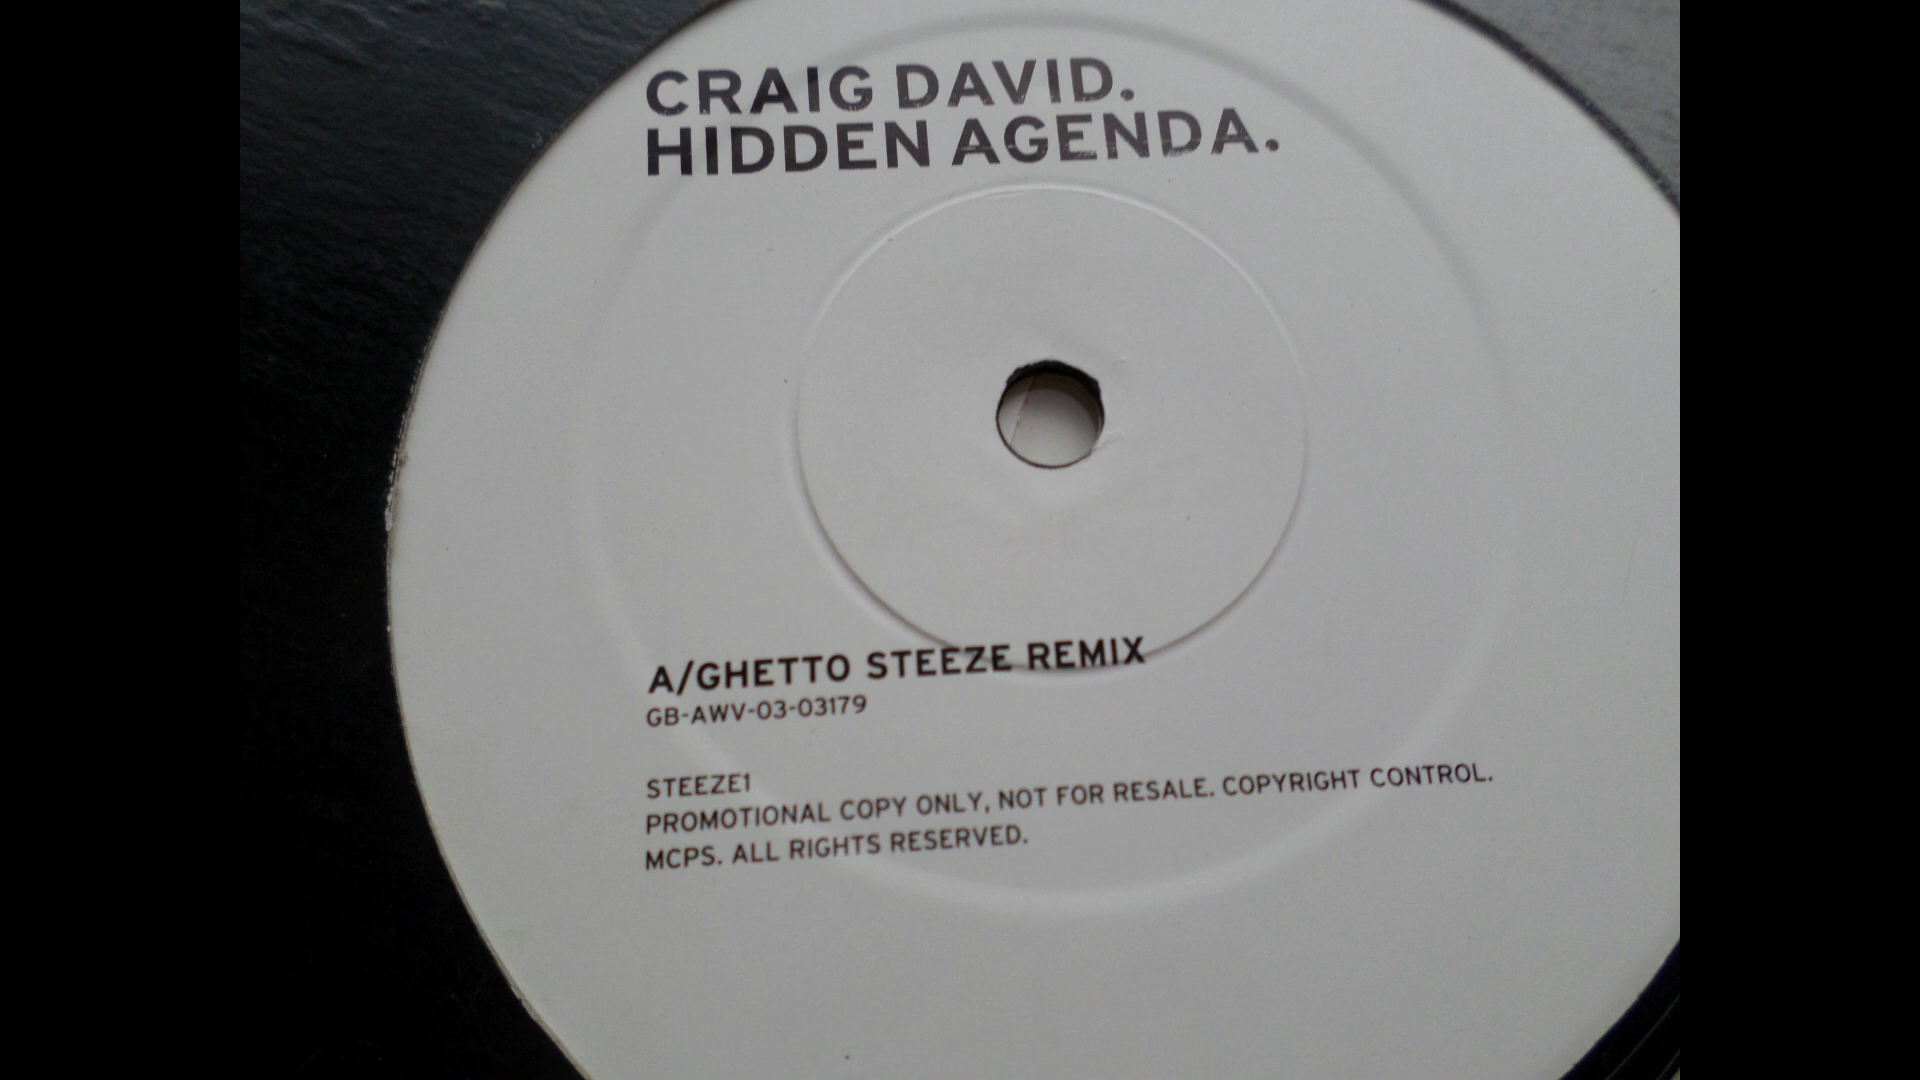 CRAIG DAVID.
HIDDEN AGENDA.
A/GHETTO STEEZE REMIX
GB-AWV-03-03179
STEEZE1
PROMOTIONAL COPY ONLY, NOT FOR RESALE. COPYRIGHT CONTROL.
MCPS. ALL RIGHTS RESERVED.